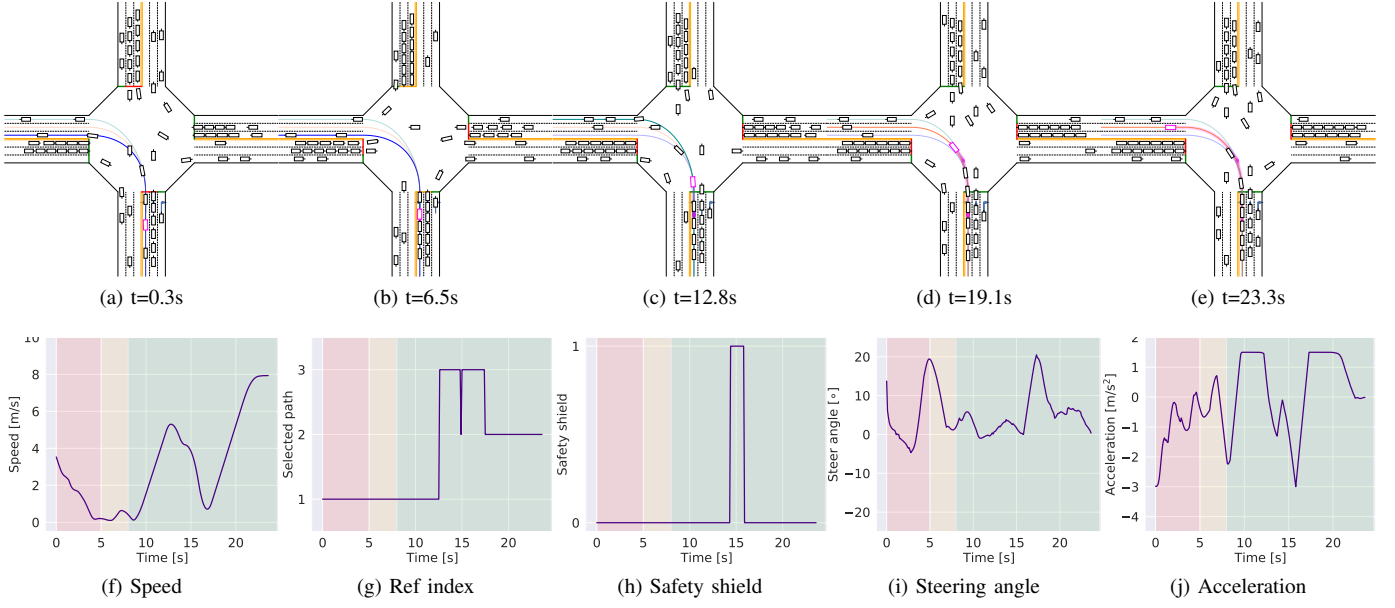 (a) t=0.3s
(b) t=6.5s
(c) t=12.8s
(d) t=19.1s
(e) t=23.3s
10
8
6
4
2
0
Speed [m/s]
0 5 10 15 20
Time [s]
(f) Speed
3
2
1
Selected path
0 5 10 15 20
Time [s]
(g) Ref index
1
0
Safety shield
0 5 10 15 20
Time [s]
(h) Safety shield
20
10
0
−10
−20
Steer angle [∘]
0 5 10 15 20
Time [s]
(i) Steering angle
2
1
0
−1
−2
−3
−4
Acceleration [m/s²]
0 5 10 15 20
Time [s]
(j) Acceleration